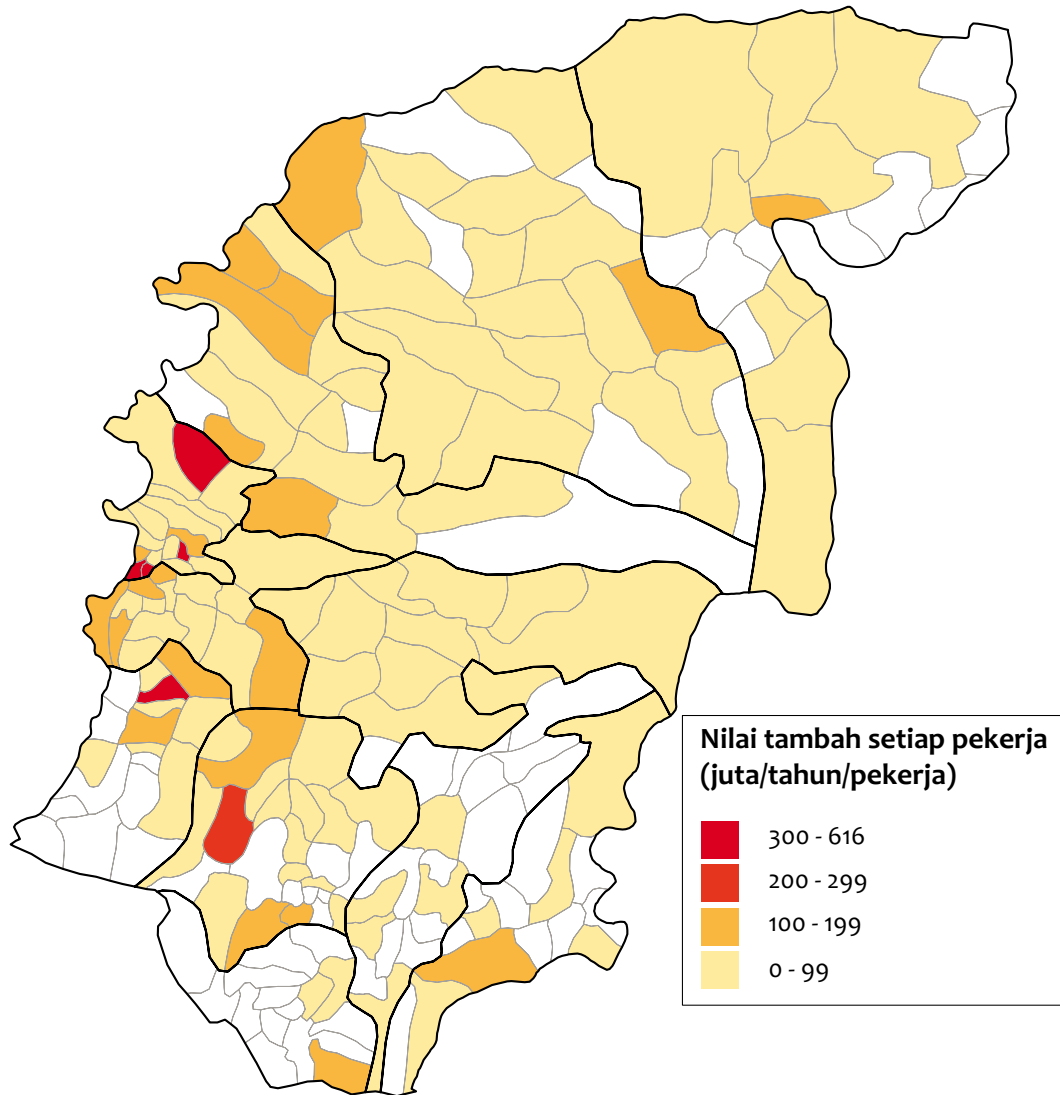 Nilai tambah setiap pekerja
(juta/tahun/pekerja)
300 - 616
200 - 299
100 - 199
0 - 99